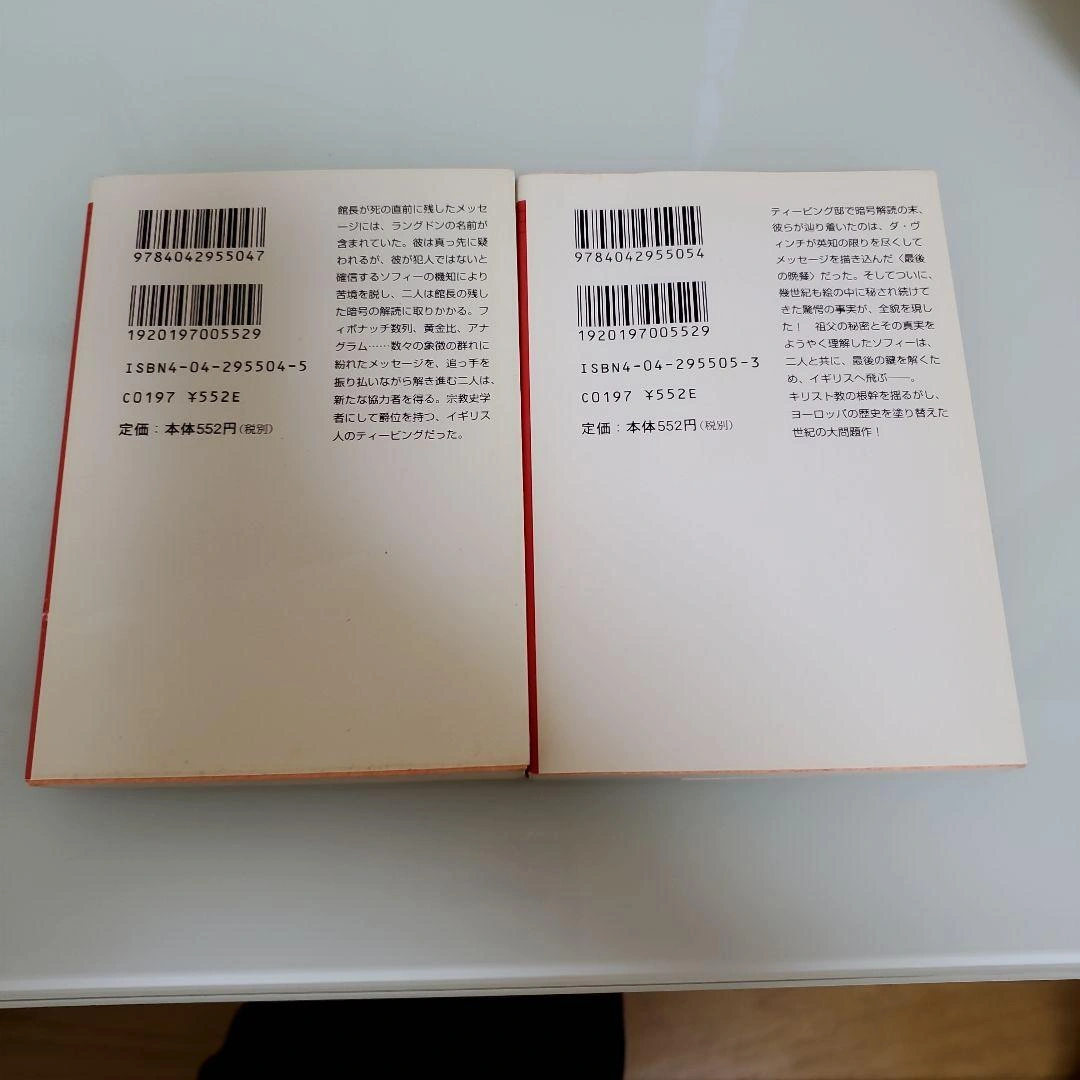 9784042955047
1920197005529
ISBN4-04-295504-5
C0197 ¥552E
定価：本体552円(税別)
館長が死の直前に残したメッセ
ージには、ラングドンの名前が
含まれていた。彼は真っ先に疑
われるが、彼が犯人ではないと
確信するソフィーの機知により
苦境を脱し、二人は館長の残し
た暗号の解読に取りかかる。フ
ィボナッチ数列、黄金比、アナ
グラム……数々の象徴の群れに
紛れたメッセージを、追っ手を
振り払いながら解き進む二人は、
新たな協力者を得る。宗教史学
者にして爵位を持つ、イギリス
人のティービングだった。
9784042955054
1920197005529
ISBN4-04-295505-3
C0197 ¥552E
定価：本体552円(税別)
ティービング邸で暗号解読の末、
彼らが辿り着いたのは、ダ・ヴ
ィンチが英知の限りを尽くして
メッセージを描き込んだ〈最後
の晩餐〉だった。そしてついに、
幾世紀も絵の中に秘され続けて
きた驚愕の事実が、全貌を現し
た！　祖父の秘密とその真実を
ようやく理解したソフィーは、
二人と共に、最後の鍵を解くた
め、イギリスへ飛ぶ──。
キリスト教の根幹を揺るがし、
ヨーロッパの歴史を塗り替えた
世紀の大問題作！